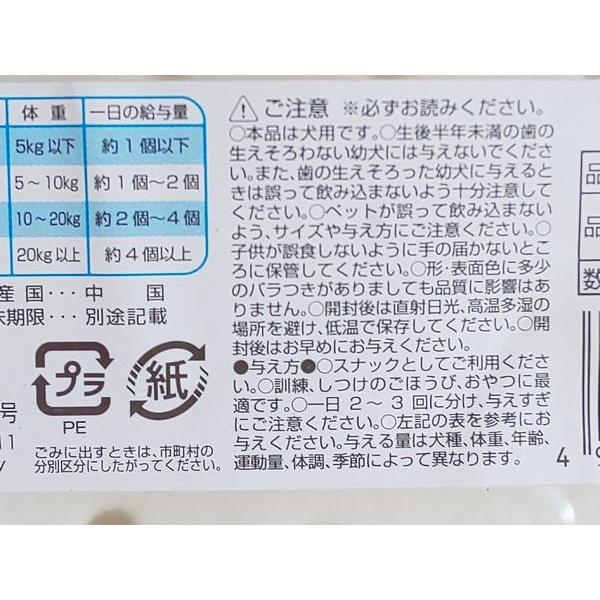 体重 一日の給与量
5kg以下 約1個以下
5～10kg 約1個～2個
10～20kg 約2個～4個
20kg以上 約4個以上
産国･･･中国
味期限･･･別途記載
プラ
PE
紙
号
11
ごみに出すときは、市町村の
分別区分にしたがってください。
ご注意 ※必ずお読みください。
○本品は犬用です。○生後半年未満の歯の
生えそろわない幼犬には与えないでくだ
さい。また、歯の生えそろった幼犬に与えると
きは誤って飲み込まないよう十分注意して
ください。○ペットが誤って飲み込まない
よう、サイズや与え方にご注意ください。○
子供が誤食しないように手の届かないとこ
ろに保管してください。○形・表面色に多少
のバラつきがありましても品質に影響はあ
りません。○開封後は直射日光、高温多湿の
場所を避け、低温で保存してください。○開
封後はお早めにお与えください。
●与え方●○スナックとしてご利用くださ
い。○訓練、しつけのごほうび、おやつに最
適です。○一日2～3回に分け、与えすぎ
にご注意ください。○左記の表を参考にお
与えください。与える量は犬種、体重、年齢、
運動量、体調、季節によって異なります。
4
品
品
数